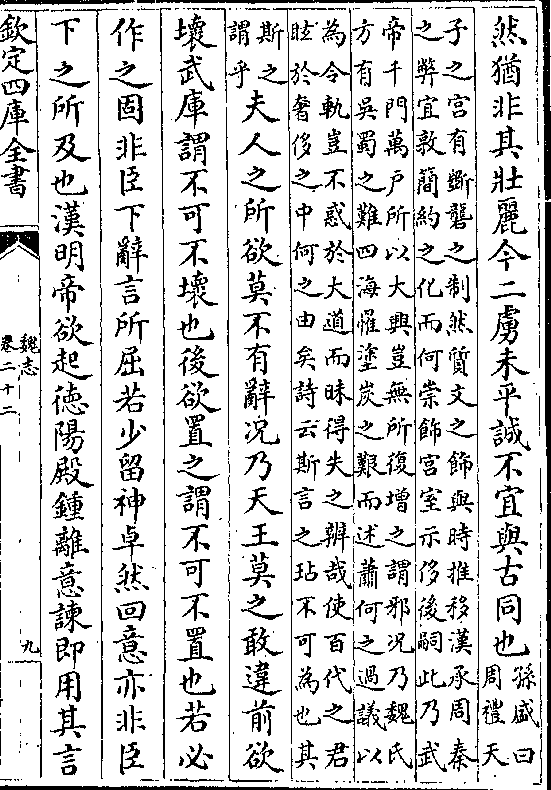 然猶非其壯麗今二虜未平誠不宜與古同也孫盛曰
周禮天
子之宫有斷礱之制然質文之飾與時推移漢承周秦
之弊宜敦簡約之化而何崇飾宫室示侈後嗣此乃武
帝千門萬户所以大興豈無所復增之謂邪况乃魏氏
方有吴蜀之難四海罹塗炭之艱而述蕭何之過議以
為令軌豈不惑於大道而昧得失之辨哉使百代之君
眩於奢侈之中何之由矣詩云斯言之玷不可為也其
斯之
謂乎夫人之所欲莫不有辭况乃天王莫之敢違前欲
壞武庫謂不可不壞也後欲置之謂不可不置也若必
作之固非臣下辭言所屈若少留神卓然回意亦非臣
下之所及也漢明帝欲起德陽殿鍾離意諫即用其言
欽定四庫全書
魏志
卷二十二
九